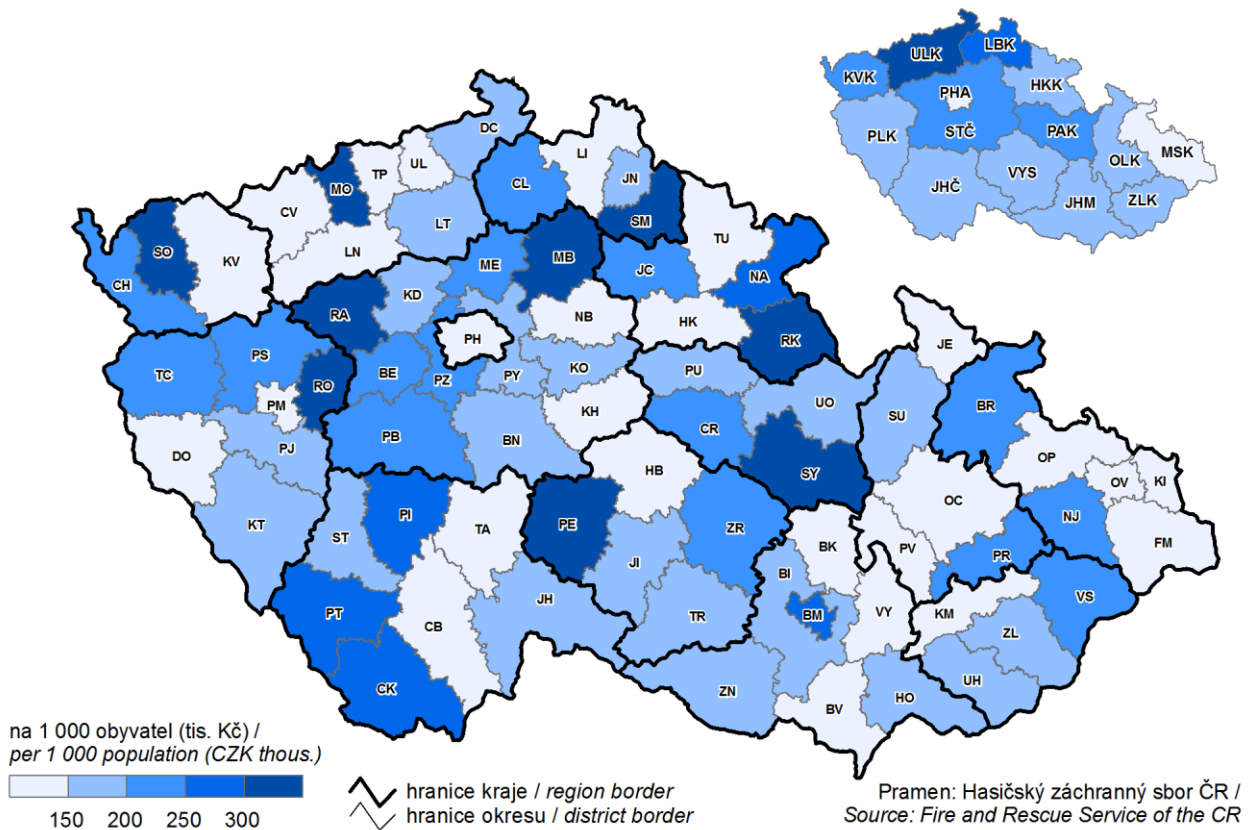 ULK
LBK
KVK
PHA
HKK
STČ
PAK
PLK
VYS
OLK
MSK
JHČ
JHM
ZLK
DC
UL
TP
LI
MO
CL
JN
CV
LT
SM
SO
KV
LN
MB
TU
CH
ME
JC
NA
KD
RA
NB
HK
PH
RK
JE
PS
TC
RO
BE
PZ
PY
KO
PU
PM
UO
SU
BR
KH
PB
BN
CR
DO
PJ
HB
SY
OP
OV
KI
OC
PI
TA
PE
KT
ST
ZR
NJ
FM
BK
PV
PR
JI
BI
VS
JH
PT
KM
BM
VY
TR
CB
ZL
CK
UH
ZN
HO
BV
na 1 000 obyvatel (tis. Kč) /
per 1 000 population (CZK thous.)
150 200 250 300
hranice kraje / region border
hranice okresu / district border
Pramen: Hasičský záchranný sbor ČR /
Source: Fire and Rescue Service of the CR